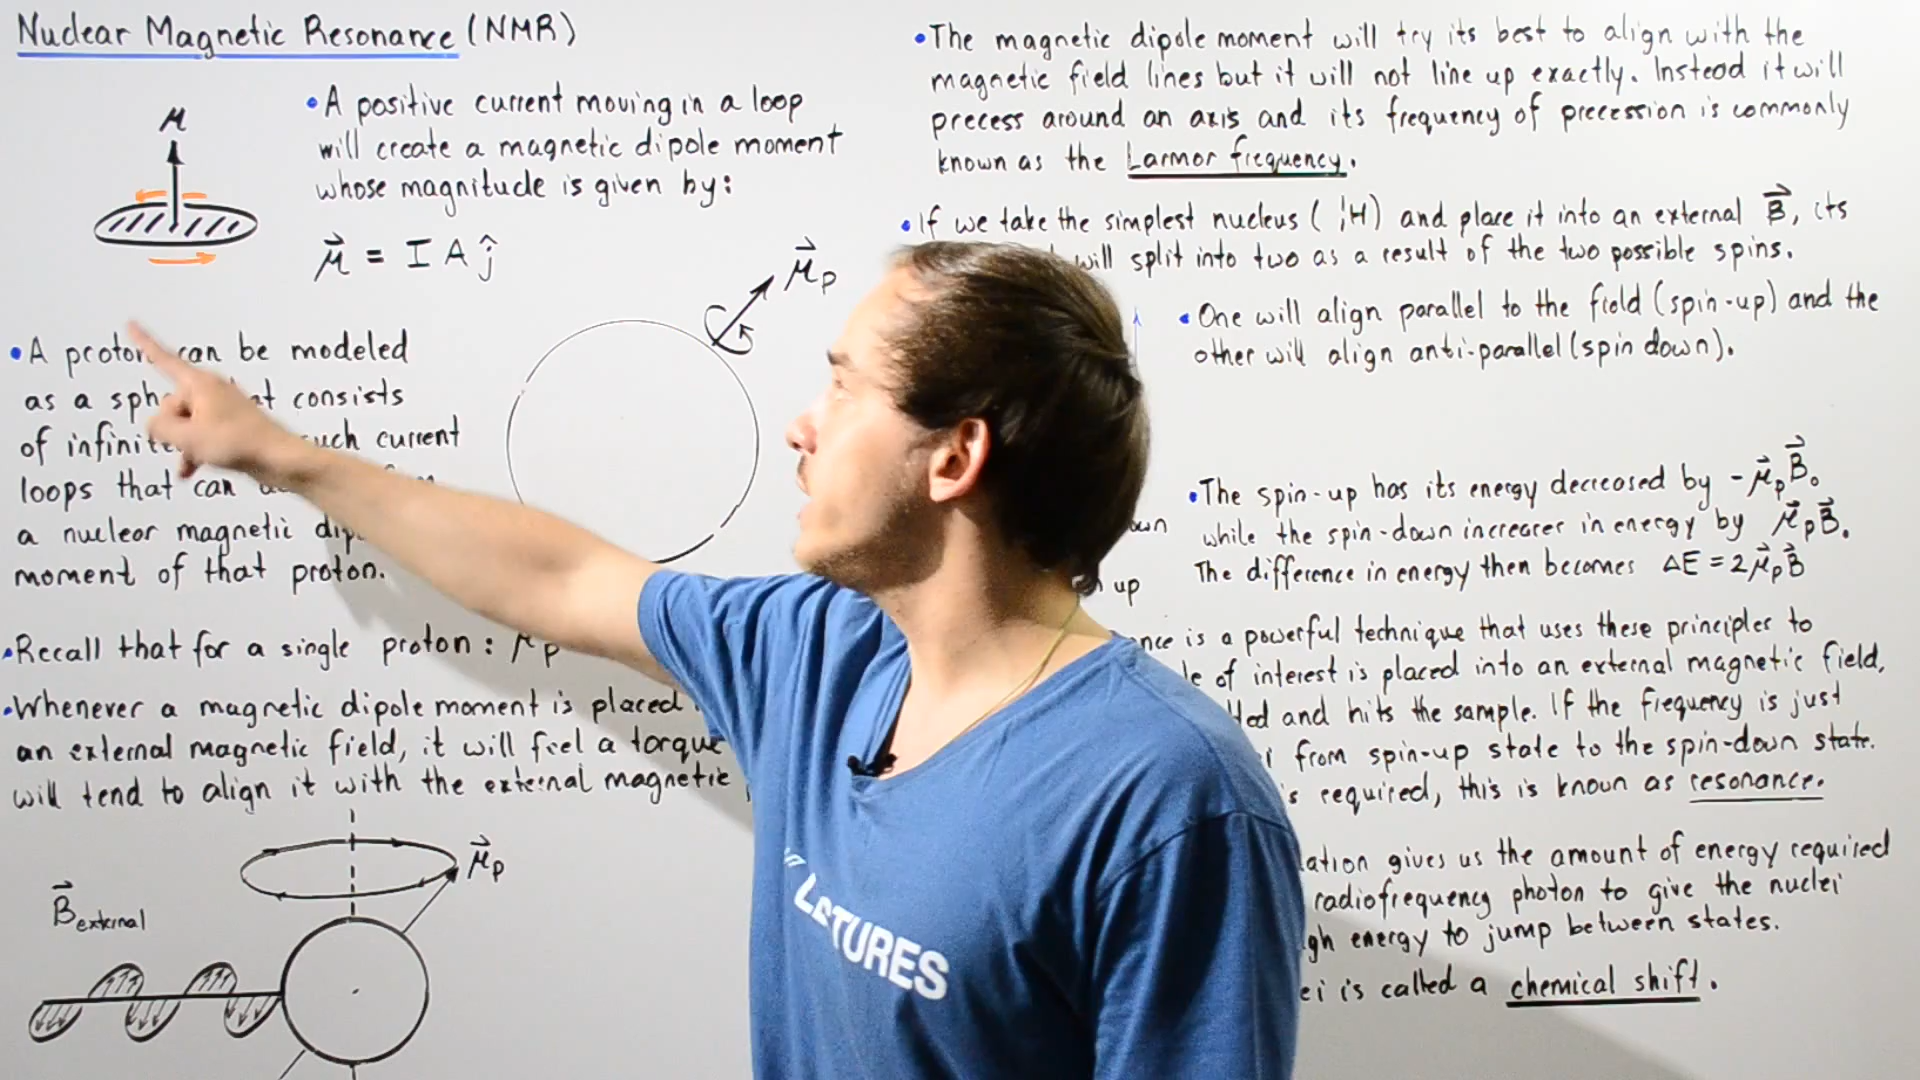 Nuclear Magnetic Resonance (NMR)
μ
• A positive current moving in a loop
will create a magnetic dipole moment
whose magnitude is given by:
μ⃗ = I A ĵ
μ⃗p
• A proton can be modeled
as a that consists
of such current
loops that can
a nuclear magnetic
moment of that proton.
• Recall that for a single proton: μp
• Whenever a magnetic dipole moment is placed
an external magnetic field, it will feel a torque
will tend to align it with the external magnetic
B⃗external
μ⃗p
• The magnetic dipole moment will try its best to align with the
magnetic field lines but it will not line up exactly. Instead it will
precess around an axis and its frequency of precession is commonly
known as the Larmor frequency.
• If we take the simplest nucleus (¹₁H) and place it into an external B⃗, its
will split into two as a result of the two possible spins.
• One will align parallel to the field (spin-up) and the
other will align anti-parallel (spin down).
up
• The spin-up has its energy decreased by -μ⃗pB⃗.
while the spin-down increases in energy by μ⃗pB⃗.
The difference in energy then becomes ΔE = 2μ⃗pB⃗
is a powerful technique that uses these principles to
of interest is placed into an external magnetic field,
and hits the sample. If the frequency is just
from spin-up state to the spin-down state.
required, this is known as resonance.
gives us the amount of energy required
radiofrequency photon to give the nuclei
energy to jump between states.
is called a chemical shift.
LECTURES